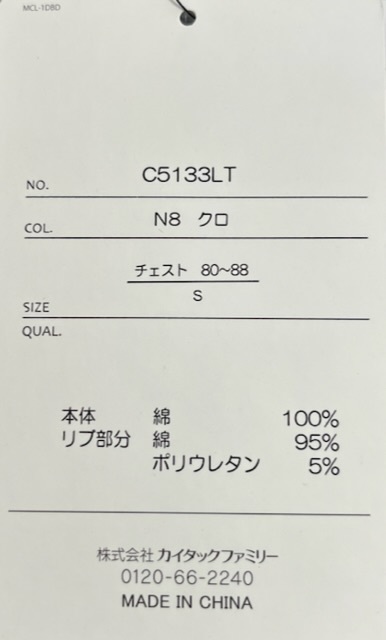 MCL-1D8D
NO. C5133LT
COL. N8 クロ
チェスト 80~88
S
SIZE
QUAL.
本体 綿 100%
リブ部分 綿 95%
ポリウレタン 5%
株式会社 カイタックファミリー
0120-66-2240
MADE IN CHINA